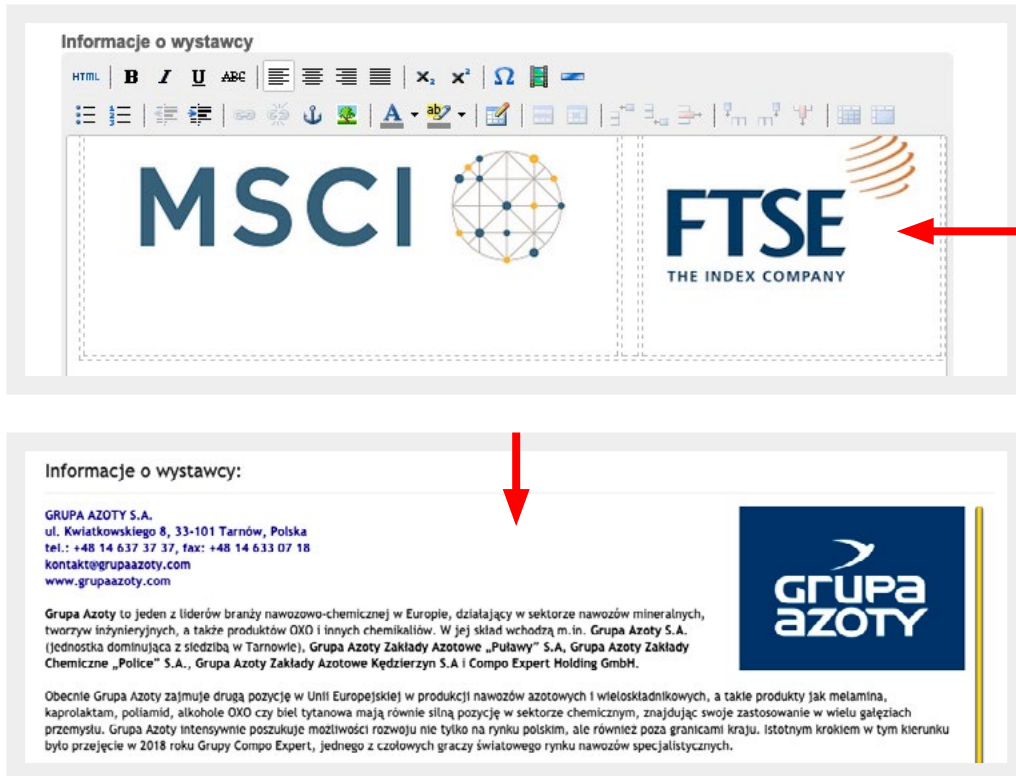 Informacje o wystawcy
HTML B I U ABC x₂ x² Ω
A ab
MSCI
FTSE
THE INDEX COMPANY
Informacje o wystawcy:
GRUPA AZOTY S.A.
ul. Kwiatkowskiego 8, 33-101 Tarnów, Polska
tel.: +48 14 637 37 37, fax: +48 14 633 07 18
kontakt@grupaazoty.com
www.grupaazoty.com
GRUPA
AZOTY
Grupa Azoty to jeden z liderów branży nawozowo-chemicznej w Europie, działający w sektorze nawozów mineralnych,
tworzyw inżynieryjnych, a także produktów OXO i innych chemikaliów. W jej skład wchodzą m.in. Grupa Azoty S.A.
(jednostka dominująca z siedzibą w Tarnowie), Grupa Azoty Zakłady Azotowe „Puławy” S.A, Grupa Azoty Zakłady
Chemiczne „Police” S.A., Grupa Azoty Zakłady Azotowe Kędzierzyn S.A i Compo Expert Holding GmbH.
Obecnie Grupa Azoty zajmuje drugą pozycję w Unii Europejskiej w produkcji nawozów azotowych i wieloskładnikowych, a takie produkty jak melamina,
kaprolaktam, poliamid, alkohole OXO czy biel tytanowa mają równie silną pozycję w sektorze chemicznym, znajdując swoje zastosowanie w wielu gałęziach
przemysłu. Grupa Azoty intensywnie poszukuje możliwości rozwoju nie tylko na rynku polskim, ale również poza granicami kraju. Istotnym krokiem w tym kierunku
było przejęcie w 2018 roku Grupy Compo Expert, jednego z czołowych graczy światowego rynku nawozów specjalistycznych.